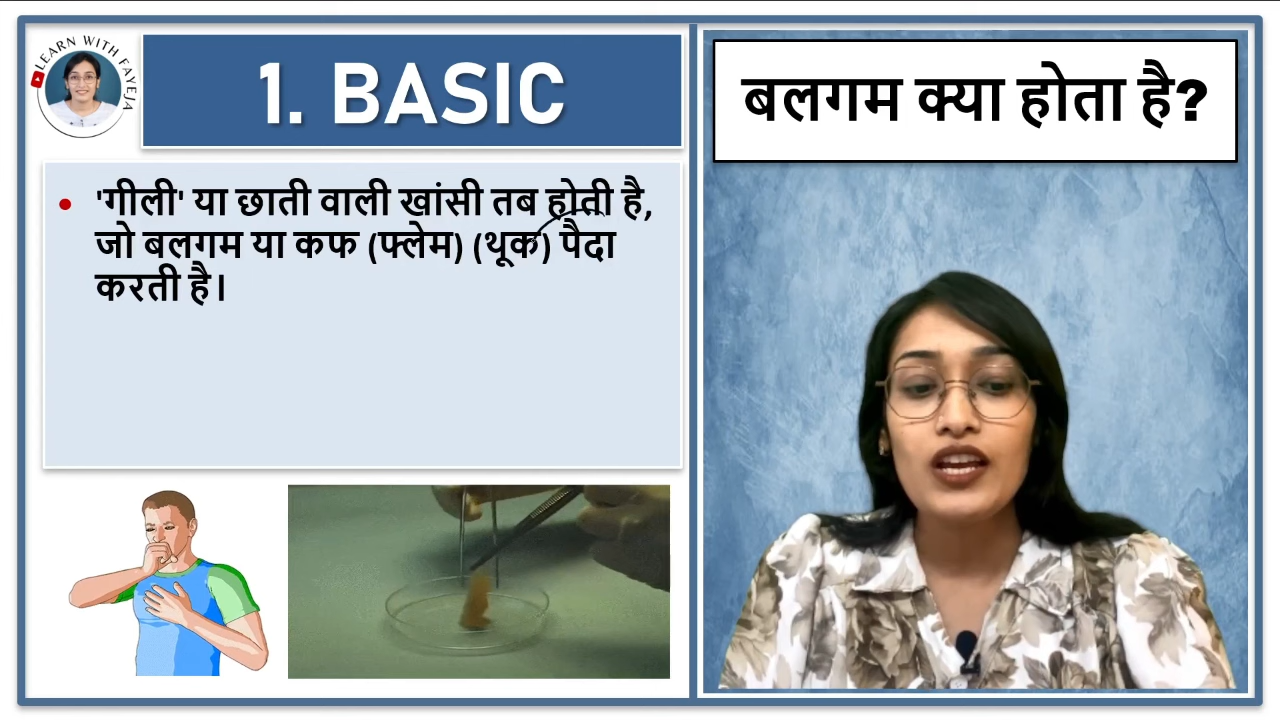 LEARN WITH FAYEJA
1. BASIC
बलगम क्या होता है?
'गीली' या छाती वाली खांसी तब होती है,
जो बलगम या कफ (फ्लेम) (थूक) पैदा
करती है।